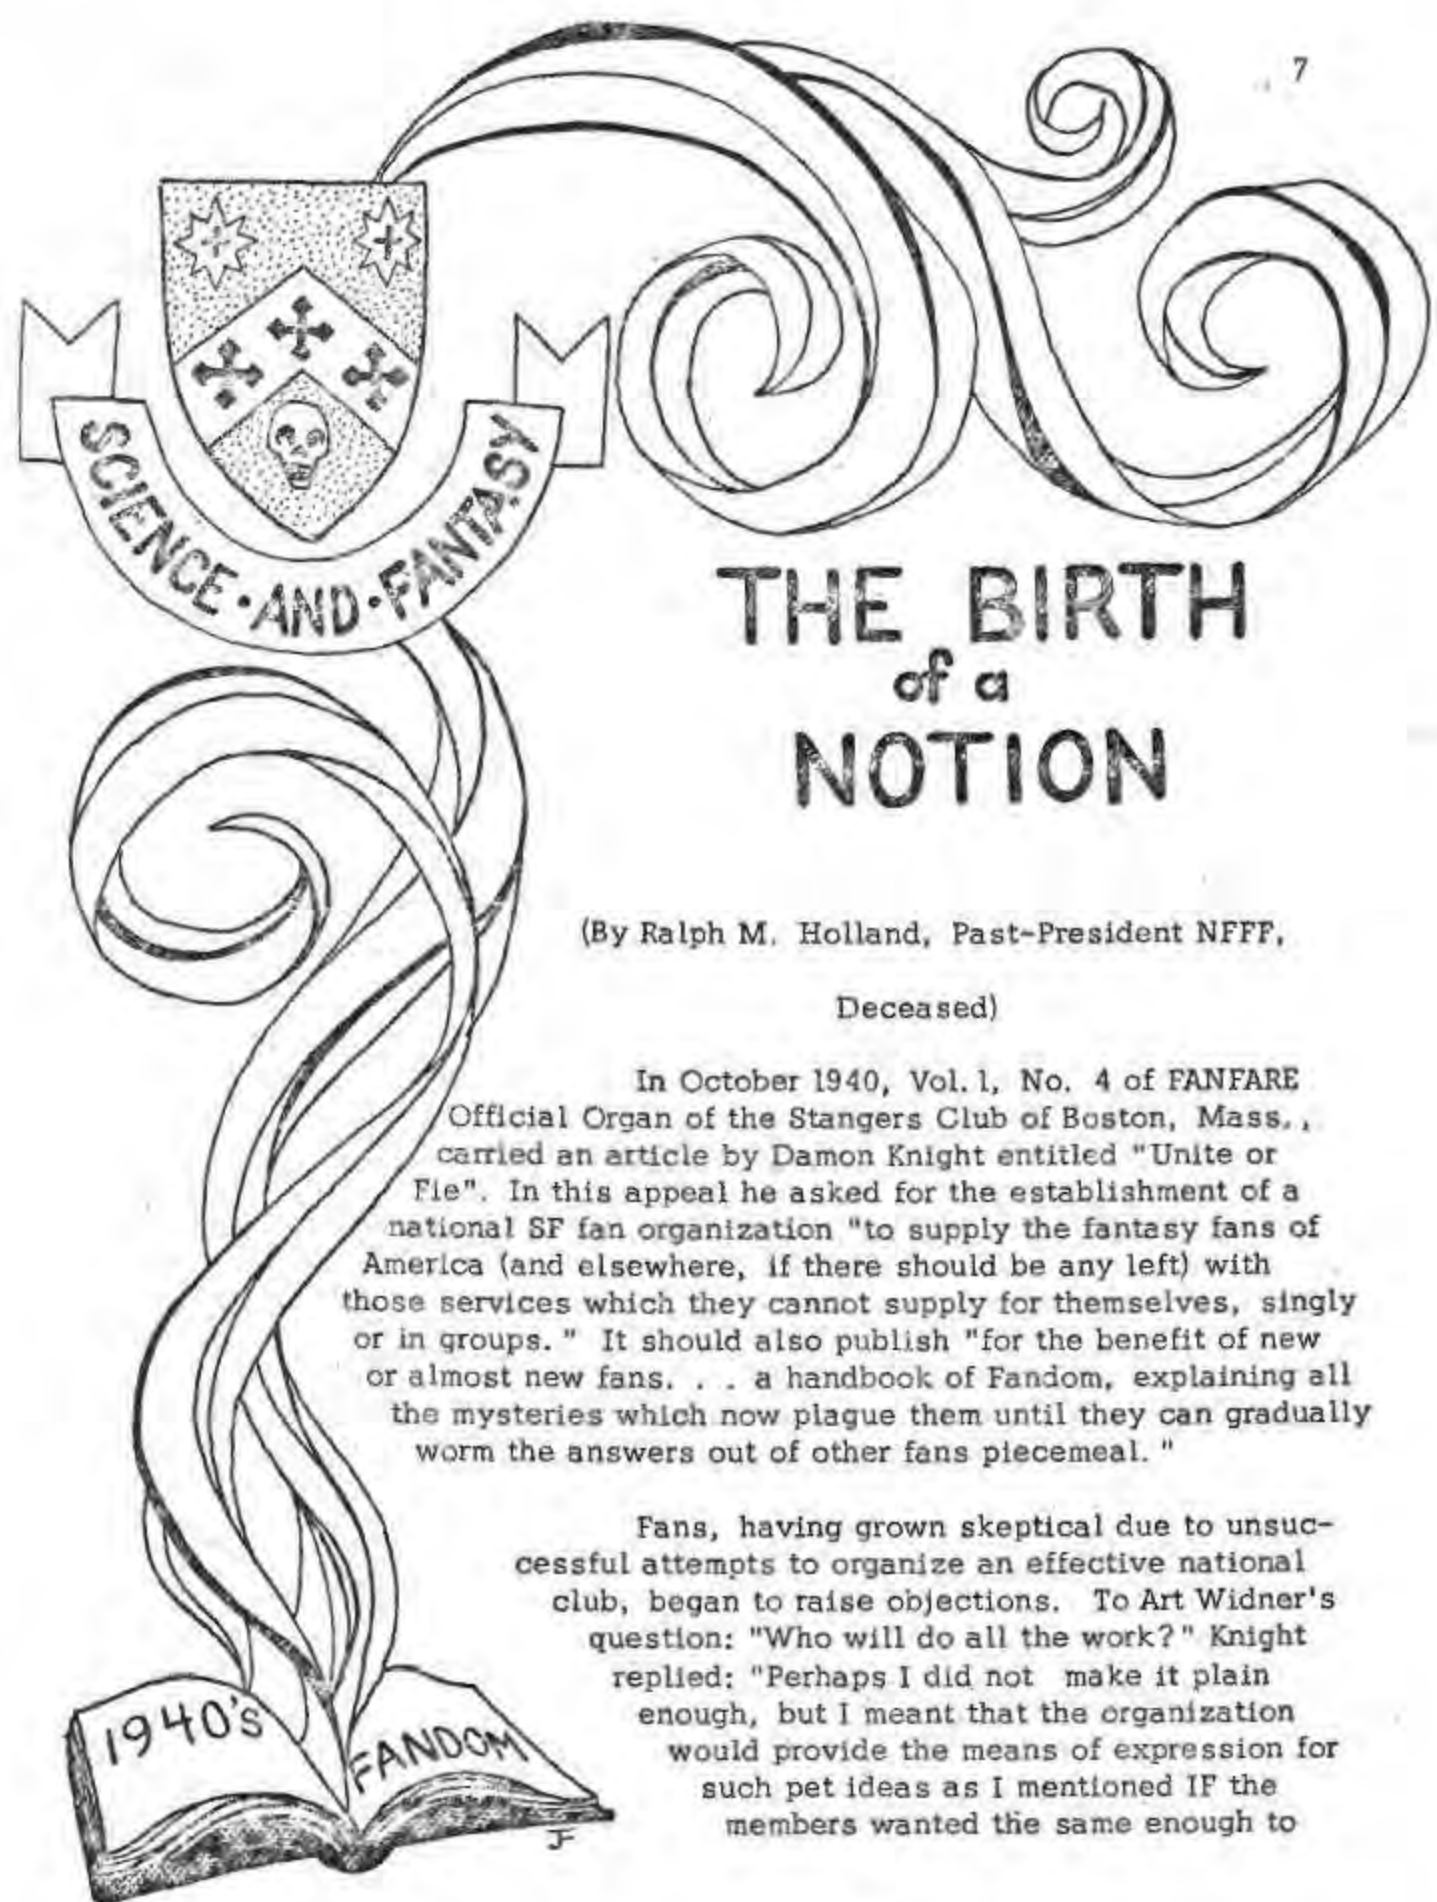 7
SCIENCE · AND · FANTASY
THE BIRTH
of a
NOTION
(By Ralph M. Holland, Past-President NFFF,
Deceased)
In October 1940, Vol. 1, No. 4 of FANFARE
Official Organ of the Stangers Club of Boston, Mass.,
carried an article by Damon Knight entitled "Unite or
Fie". In this appeal he asked for the establishment of a
national SF fan organization "to supply the fantasy fans of
America (and elsewhere, if there should be any left) with
those services which they cannot supply for themselves, singly
or in groups. " It should also publish "for the benefit of new
or almost new fans. . . a handbook of Fandom, explaining all
the mysteries which now plague them until they can gradually
worm the answers out of other fans piecemeal. "
Fans, having grown skeptical due to unsuc-
cessful attempts to organize an effective national
club, began to raise objections. To Art Widner's
question: "Who will do all the work?" Knight
replied: "Perhaps I did not make it plain
enough, but I meant that the organization
would provide the means of expression for
such pet ideas as I mentioned IF the
members wanted the same enough to
1940'S
FANDOM
JF